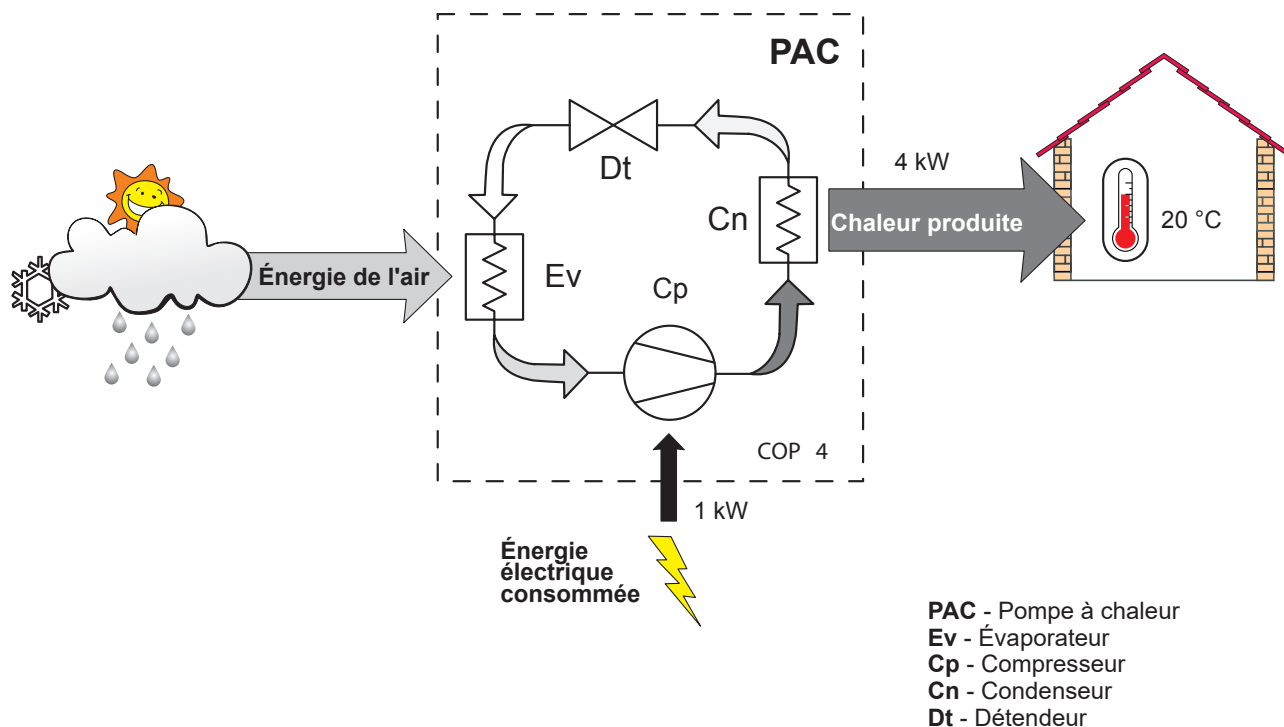 PAC
Dt
4 kW
Cn
Chaleur produite
20 °C
Énergie de l'air
Ev
Cp
COP 4
1 kW
Énergie
électrique
consommée
PAC - Pompe à chaleur
Ev - Évaporateur
Cp - Compresseur
Cn - Condenseur
Dt - Détendeur